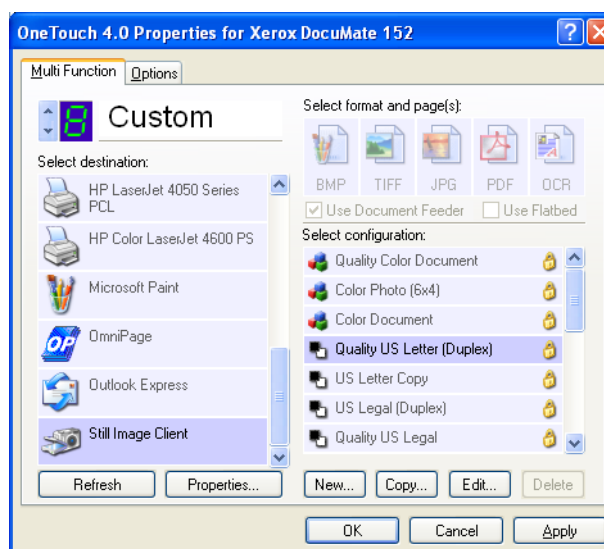 OneTouch 4.0 Properties for Xerox DocuMate 152
Multi Function
Options
8
Custom
Select destination:
HP LaserJet 4050 Series
PCL
HP Color LaserJet 4600 PS
Microsoft Paint
OP
OmniPage
Outlook Express
Still Image Client
Refresh
Properties...
Select format and page(s):
BMP
TIFF
JPG
PDF
OCR
Use Document Feeder
Use Flatbed
Select configuration:
Quality Color Document
Color Photo (6x4)
Color Document
Quality US Letter (Duplex)
US Letter Copy
US Legal (Duplex)
Quality US Legal
New...
Copy...
Edit...
Delete
OK
Cancel
Apply